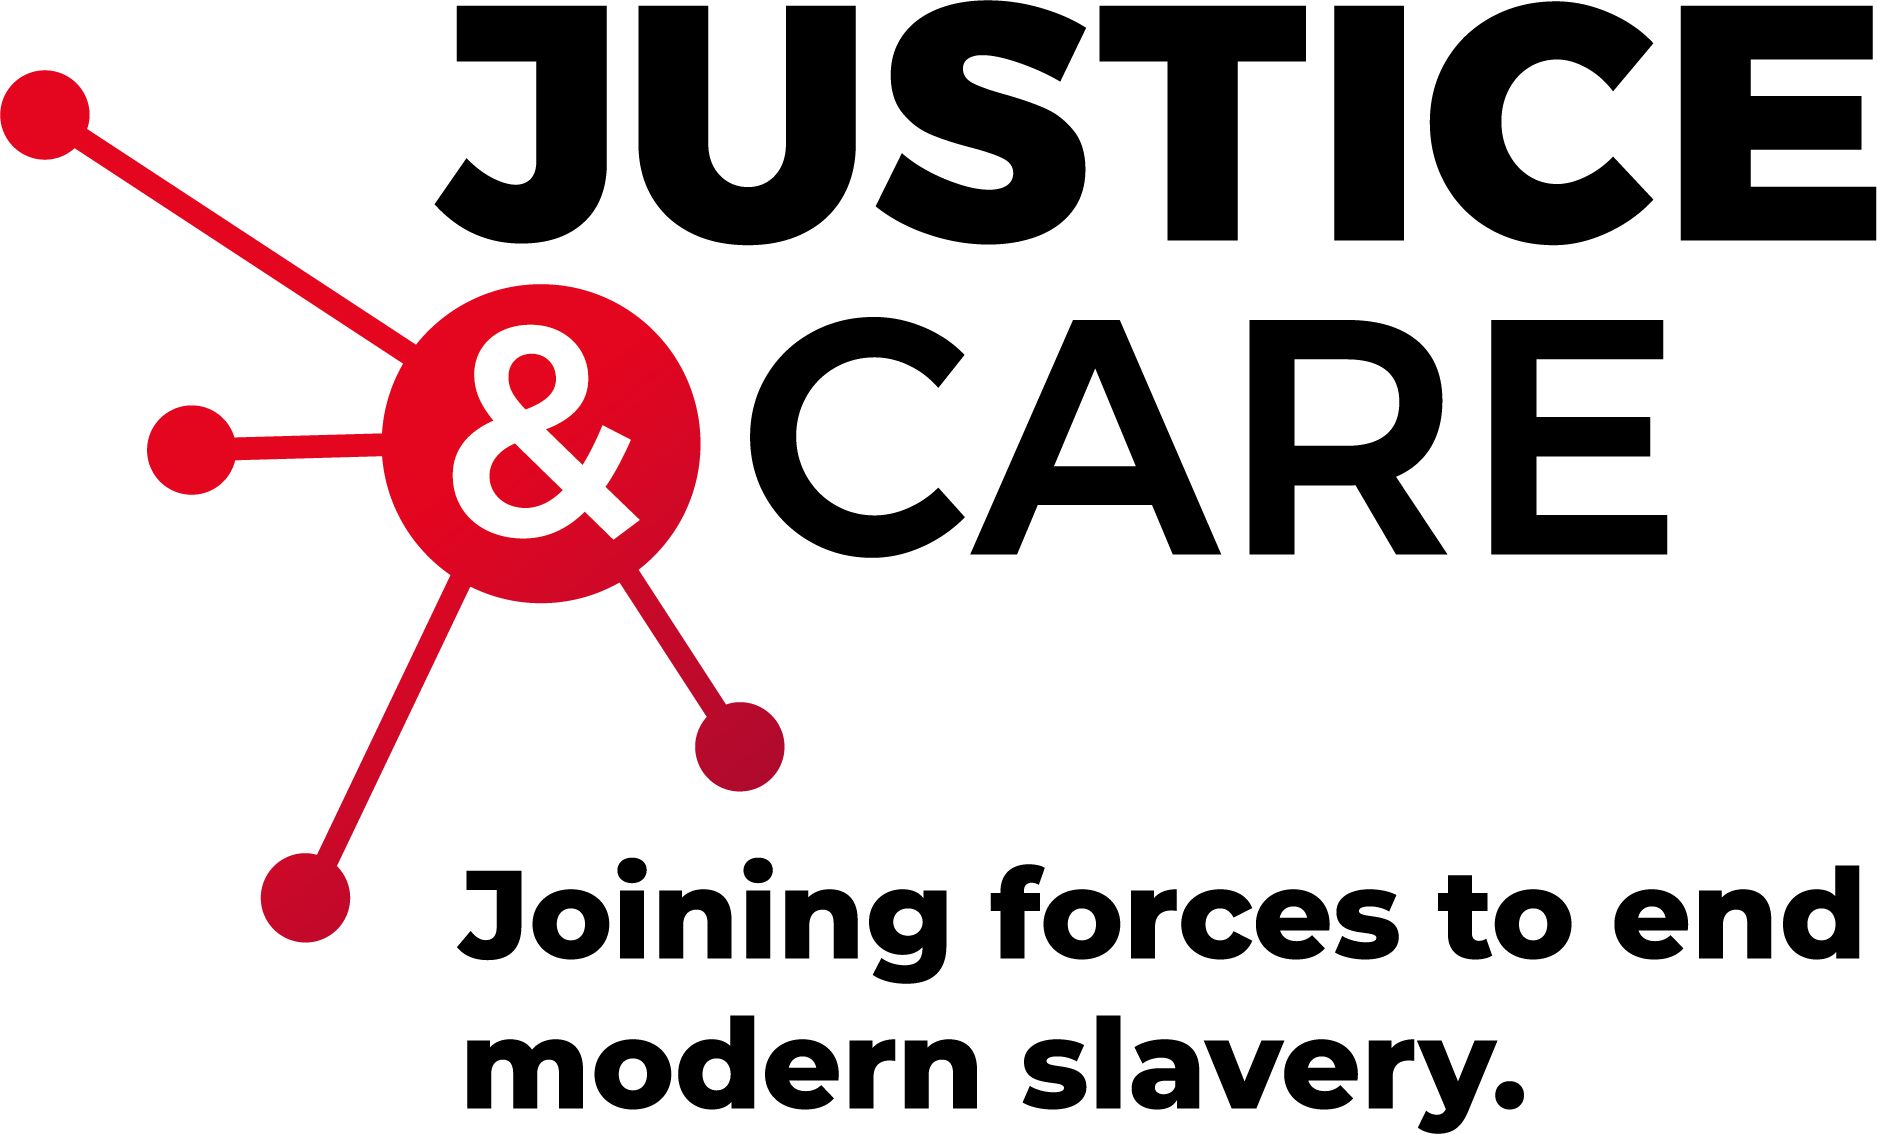 JUSTICE
& CARE
Joining forces to end
modern slavery.